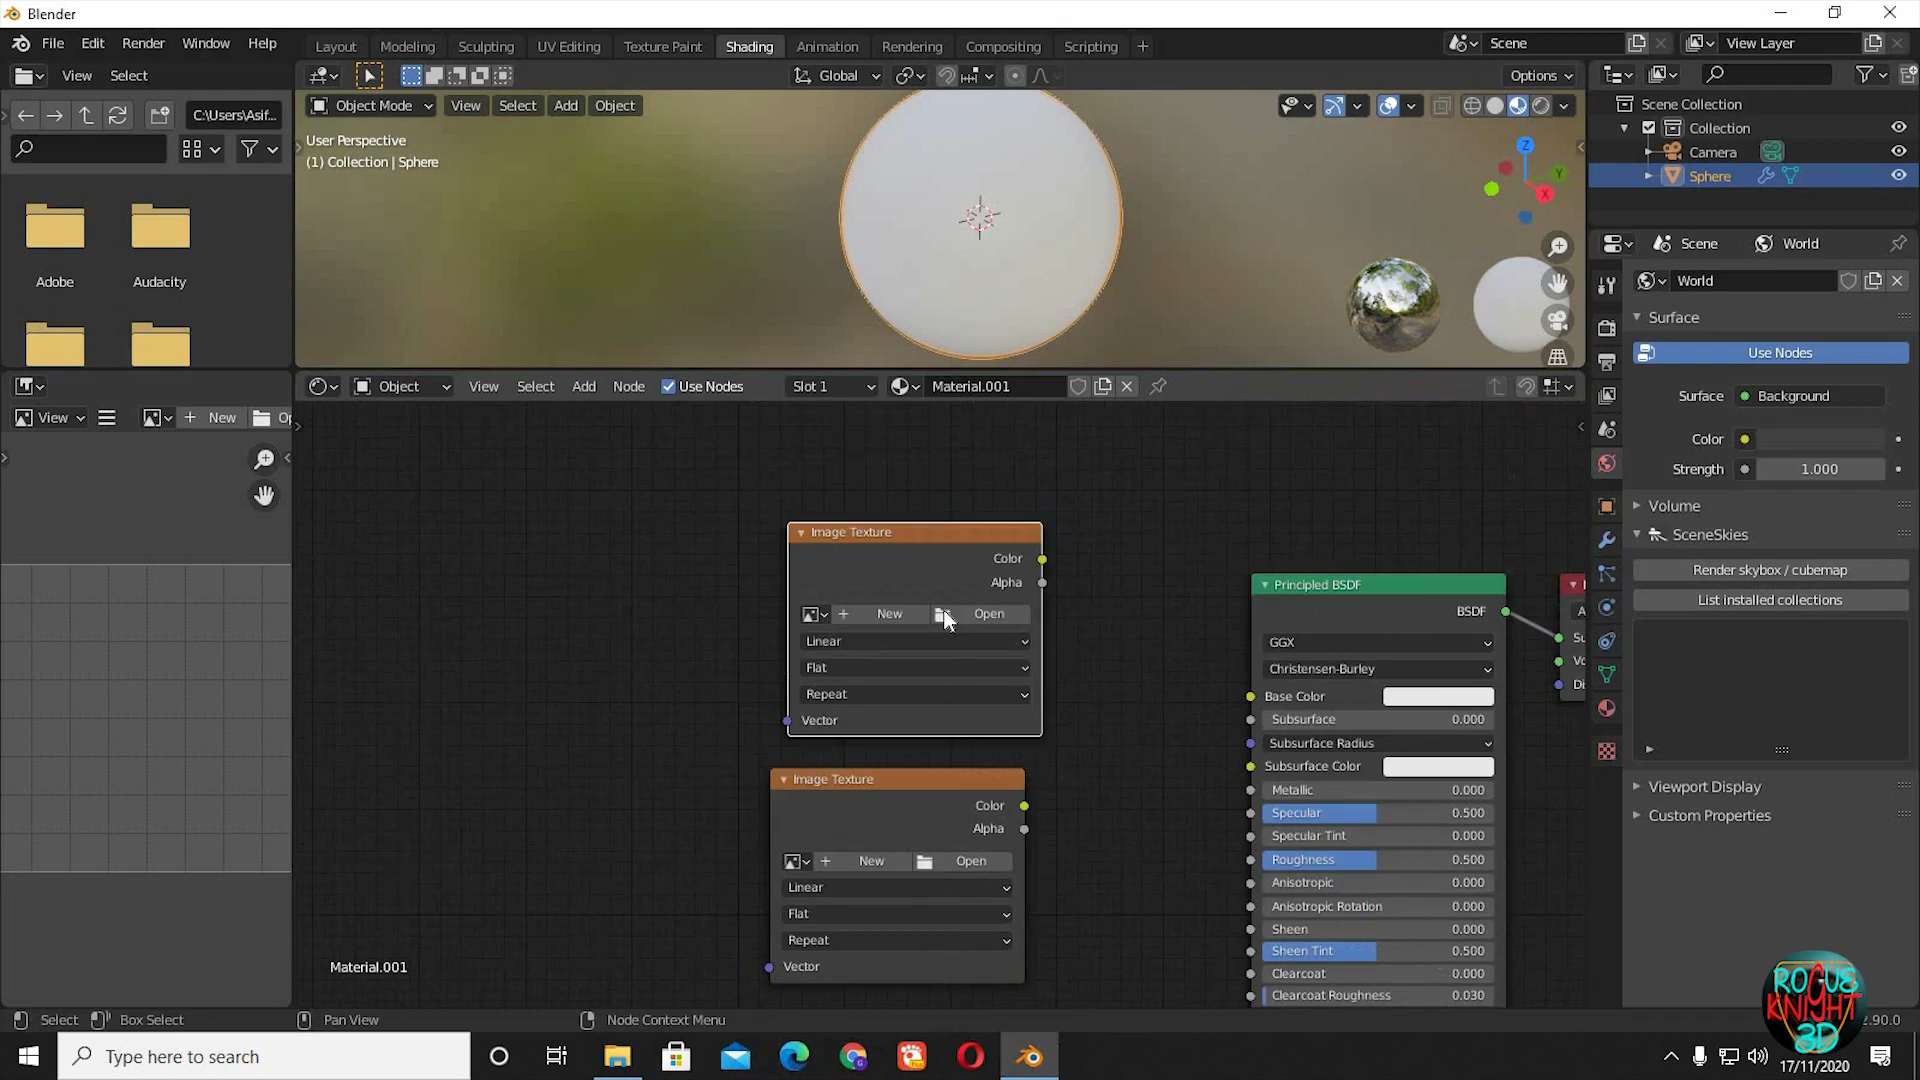 Blender
File Edit Render Window Help
Layout Modeling Sculpting UV Editing Texture Paint Shading Animation Rendering Compositing Scripting
Scene
View Layer
View Select
Global
Options
C:\Users\Asif...
Object Mode View Select Add Object
User Perspective
(1) Collection | Sphere
Z
Y
X
Adobe
Audacity
Scene Collection
Collection
Camera
Sphere
Scene World
World
Surface
Use Nodes
Surface Background
Color
Strength 1.000
Volume
SceneSkies
Render skybox / cubemap
List installed collections
Viewport Display
Custom Properties
View New Op
Object View Select Add Node Use Nodes Slot 1 Material.001
Image Texture
Color
Alpha
New Open
Linear
Flat
Repeat
Vector
Image Texture
Color
Alpha
New Open
Linear
Flat
Repeat
Vector
Principled BSDF
BSDF
GGX
Christensen-Burley
Base Color
Subsurface 0.000
Subsurface Radius
Subsurface Color
Metallic 0.000
Specular 0.500
Specular Tint 0.000
Roughness 0.500
Anisotropic 0.000
Anisotropic Rotation 0.000
Sheen 0.000
Sheen Tint 0.500
Clearcoat 0.000
Clearcoat Roughness 0.030
A
Su
Vo
Di
Material.001
Select Box Select Pan View Node Context Menu
2.90.0
ROGUE
KNIGHT
3D
Type here to search
17/11/2020